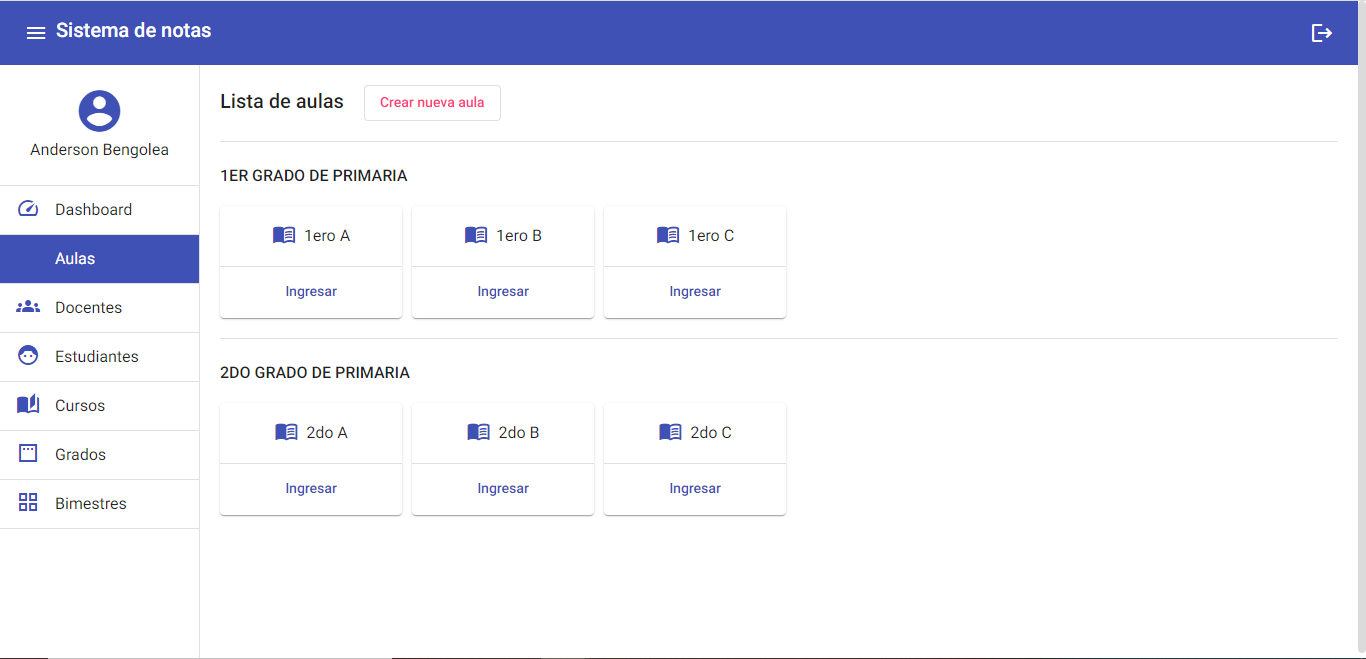 Sistema de notas
Anderson Bengolea
Dashboard
Aulas
Docentes
Estudiantes
Cursos
Grados
Bimestres
Lista de aulas
Crear nueva aula
1ER GRADO DE PRIMARIA
1ero A
1ero B
1ero C
Ingresar
Ingresar
Ingresar
2DO GRADO DE PRIMARIA
2do A
2do B
2do C
Ingresar
Ingresar
Ingresar